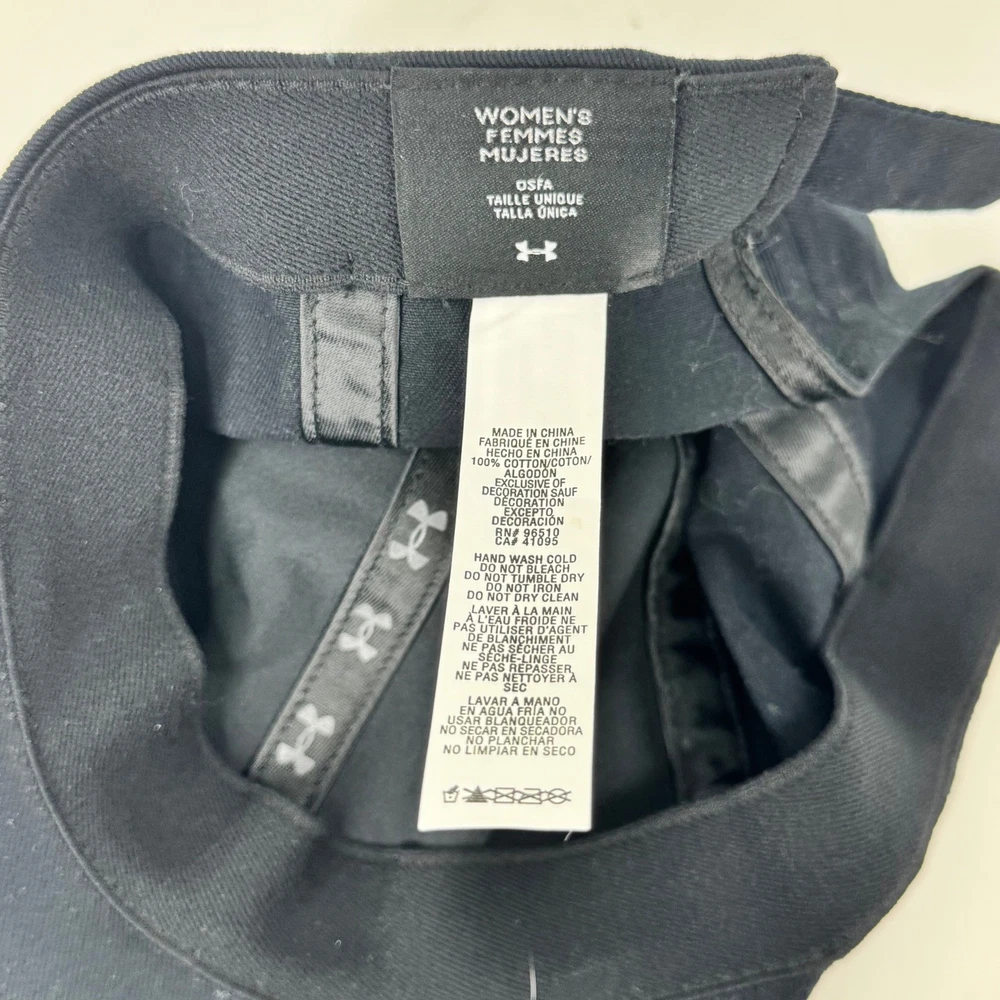 WOMEN'S
FEMMES
MUJERES
OSFA
TAILLE UNIQUE
TALLA ÚNICA
MADE IN CHINA
FABRIQUÉ EN CHINE
HECHO EN CHINA
100% COTTON/COTON/
ALGODÓN
EXCLUSIVE OF
DECORATION SAUF
DÉCORATION
EXCEPTO
DECORACIÓN
RN# 96510
CA# 41095
HAND WASH COLD
DO NOT BLEACH
DO NOT TUMBLE DRY
DO NOT IRON
DO NOT DRY CLEAN
LAVER À LA MAIN
À L'EAU FROIDE NE
PAS UTILISER D'AGENT
DE BLANCHIMENT
NE PAS SÉCHER AU
SÈCHE-LINGE
NE PAS REPASSER
NE PAS NETTOYER À
SEC
LAVAR A MANO
EN AGUA FRÍA NO
USAR BLANQUEADOR
NO SECAR EN SECADORA
NO PLANCHAR
NO LIMPIAR EN SECO